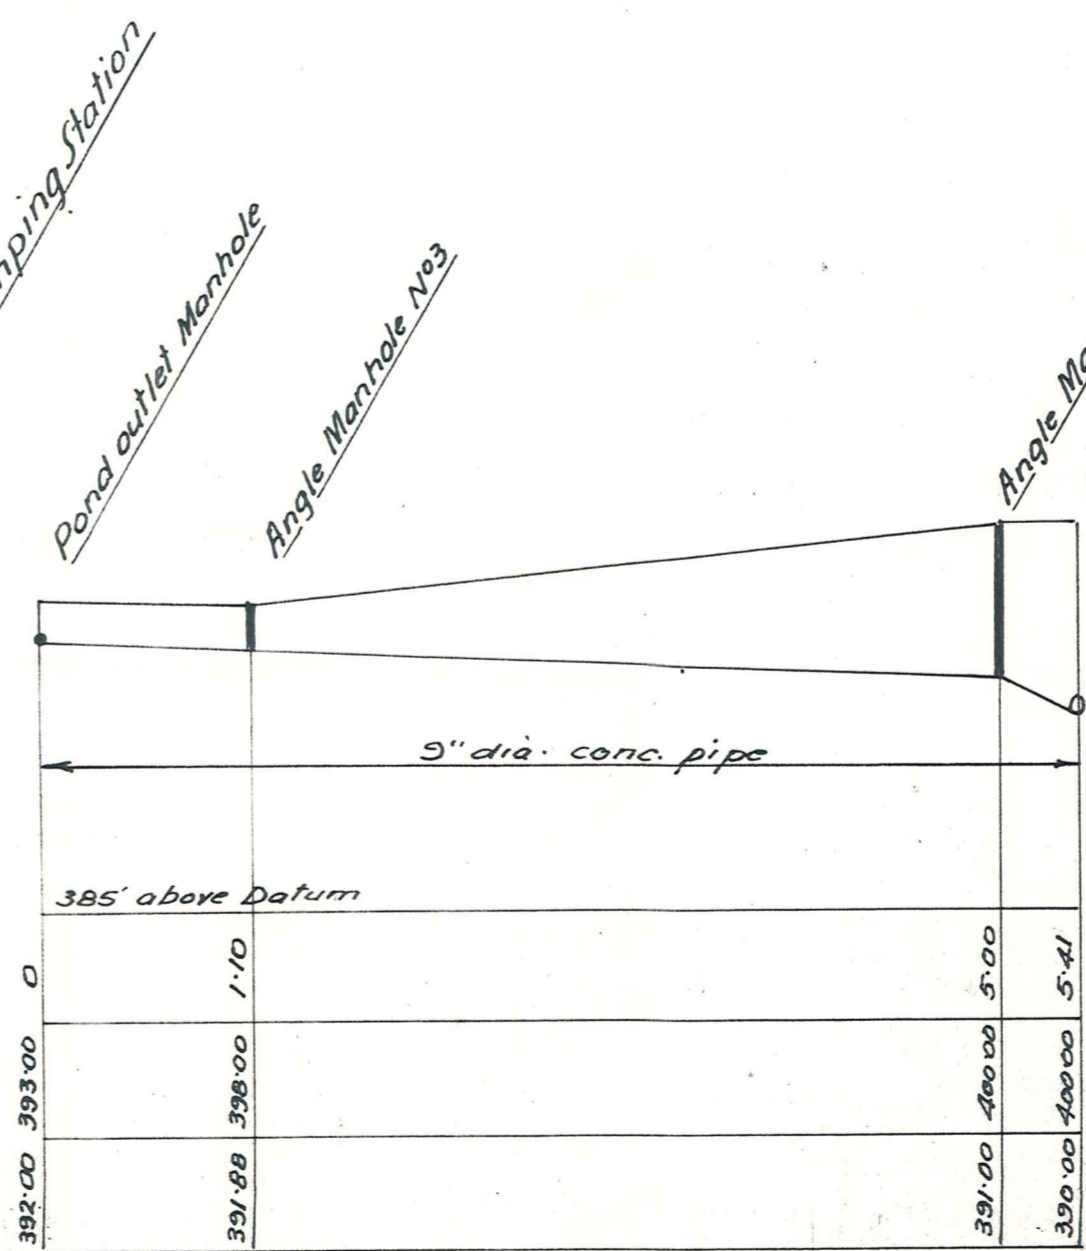 Station
Pond outlet Manhole
Angle Manhole Nº3
Angle
9" dia. conc. pipe
385' above Datum
0 1·10 5·00 5·41
393·00 398·00 400·00 400·00
392·00 391·88 391·00 390·00